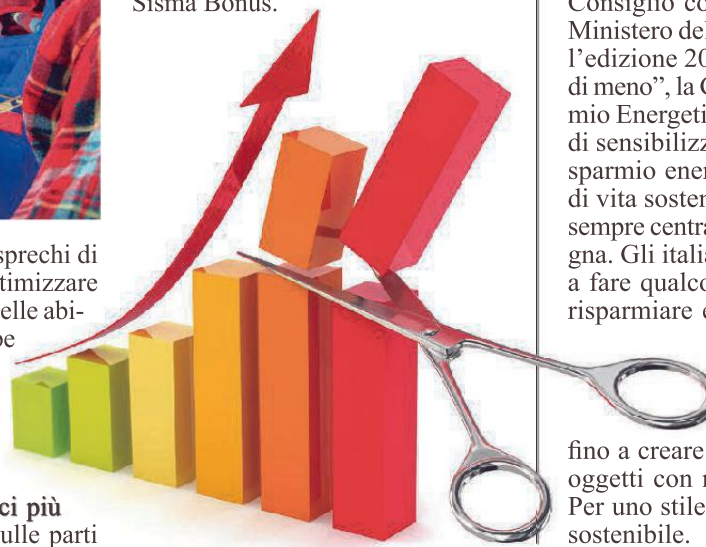 Sisma Bonus.
sprechi di
timizzare
elle abi-
ci più
ulle parti
Consiglio
Ministero del
l’edizione 20
di meno”, la
mio Energeti
di sensibilizz
sparmio ener
di vita sosten
sempre centra
gna. Gli italia
a fare qualco
risparmiare
fino a creare
oggetti con
Per uno stile
sostenibile.